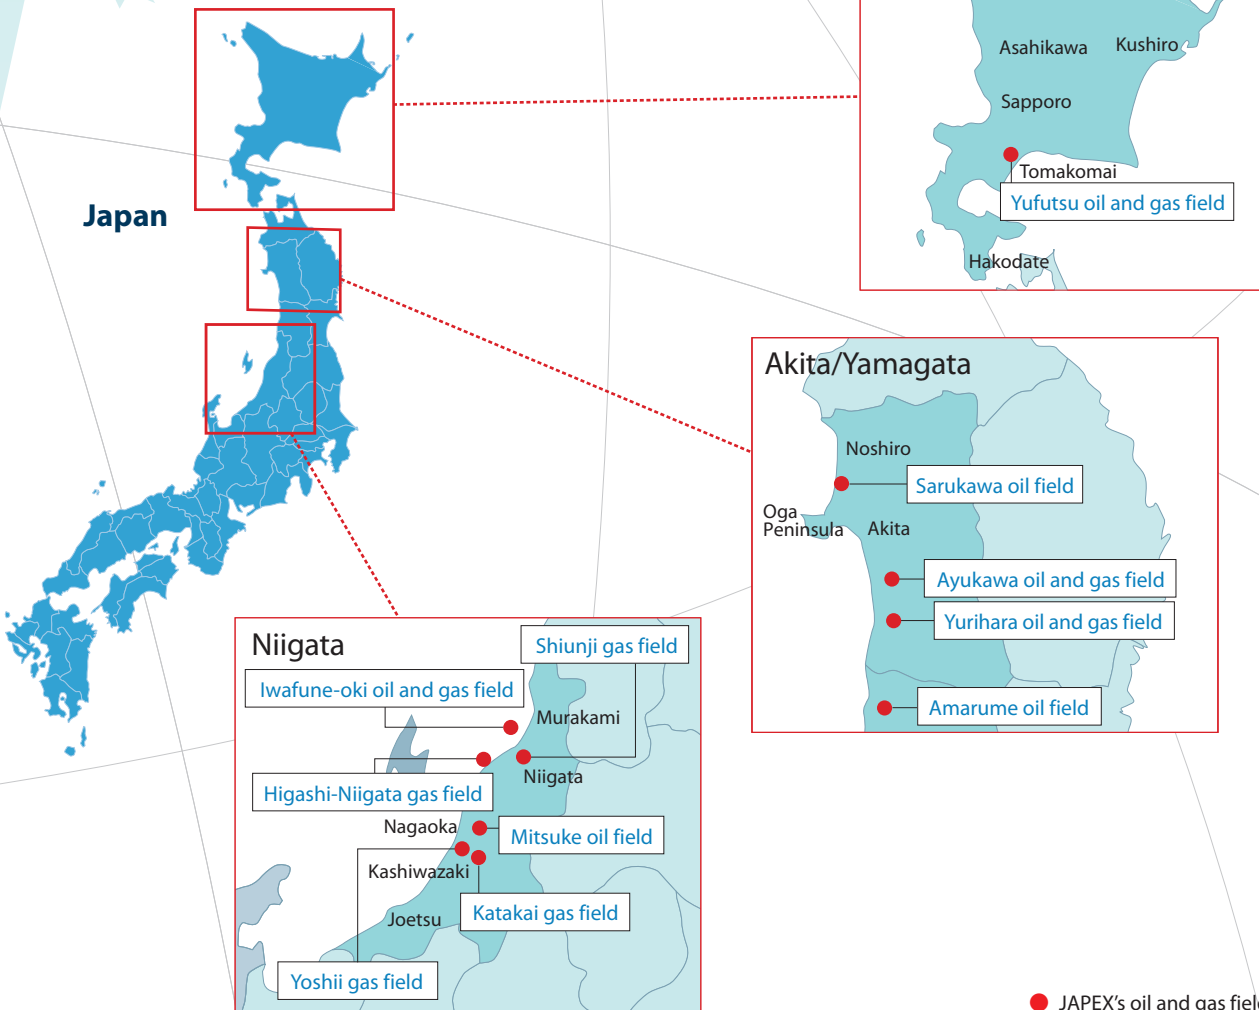 Japan
Asahikawa
Kushiro
Sapporo
Tomakomai
Yufutsu oil and gas field
Hakodate
Akita/Yamagata
Noshiro
Sarukawa oil field
Oga
Peninsula
Akita
Ayukawa oil and gas field
Yurihara oil and gas field
Amarume oil field
Niigata
Shiunji gas field
Iwafune-oki oil and gas field
Murakami
Niigata
Higashi-Niigata gas field
Nagaoka
Mitsuke oil field
Kashiwazaki
Katakai gas field
Joetsu
Yoshii gas field
JAPEX's oil and gas